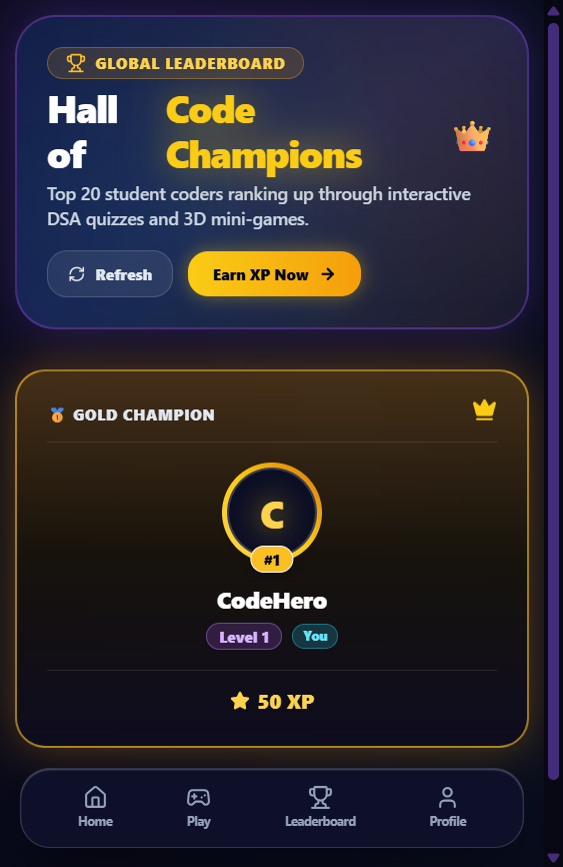 GLOBAL LEADERBOARD
Hall of
Code Champions
Top 20 student coders ranking up through interactive
DSA quizzes and 3D mini-games.
Refresh
Earn XP Now →
GOLD CHAMPION
C
#1
CodeHero
Level 1
You
50 XP
Home
Play
Leaderboard
Profile